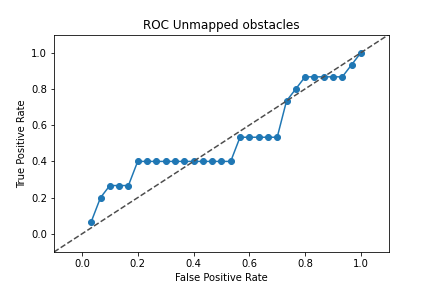 ROC Unmapped obstacles
True Positive Rate
1.0
0.8
0.6
0.4
0.2
0.0
0.0 0.2 0.4 0.6 0.8 1.0
False Positive Rate